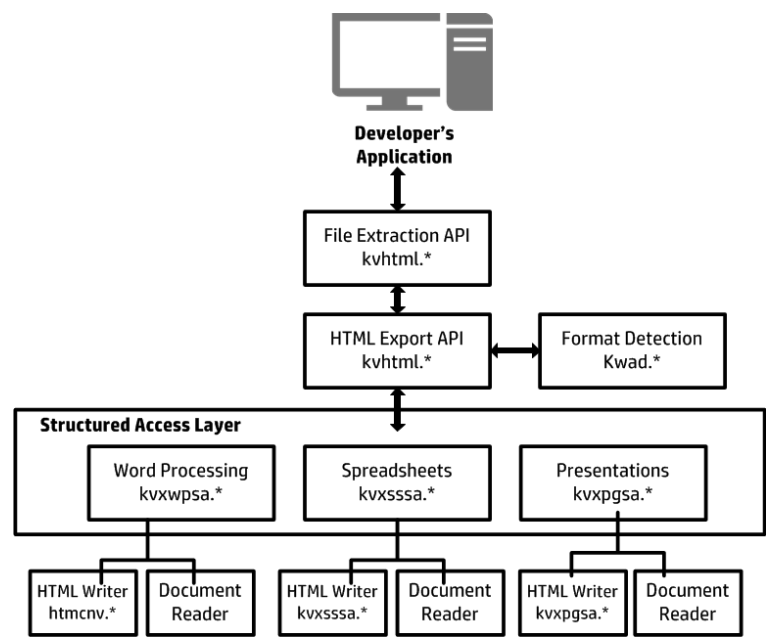 Developer's
Application
File Extraction API
kvhtml.*
HTML Export API
kvhtml.*
Format Detection
Kwad.*
Structured Access Layer
Word Processing
kvxwpsa.*
Spreadsheets
kvxsssa.*
Presentations
kvxpgsa.*
HTML Writer
htmcnv.*
Document
Reader
HTML Writer
kvxsssa.*
Document
Reader
HTML Writer
kvxpgsa.*
Document
Reader